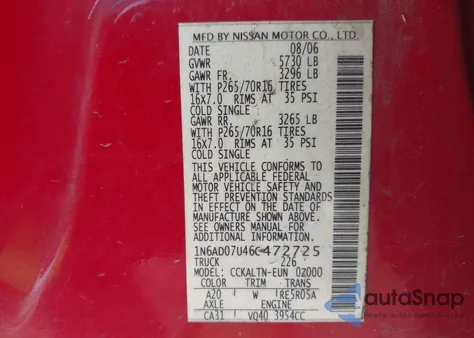 MFD BY NISSAN MOTOR CO., LTD.
DATE 08/06
GVWR 5730 LB
GAWR FR. 3296 LB
WITH P265/70R16 TIRES
16X7.0 RIMS AT 35 PSI
COLD SINGLE
GAWR RR. 3265 LB
WITH P265/70R16 TIRES
16X7.0 RIMS AT 35 PSI
COLD SINGLE
THIS VEHICLE CONFORMS TO
ALL APPLICABLE FEDERAL
MOTOR VEHICLE SAFETY AND
THEFT PREVENTION STANDARDS
IN EFFECT ON THE DATE OF
MANUFACTURE SHOWN ABOVE.
SEE OWNERS MANUAL FOR
ADDITIONAL INFORMATION.
1N6AD07U46C472725
TRUCK 226
MODEL: CCKALTN-EUN 0Z000
COLOR TRIM TRANS
A20 W RE5R05A
AXLE ENGINE
CA31 VQ40 3954CC
autoSnap